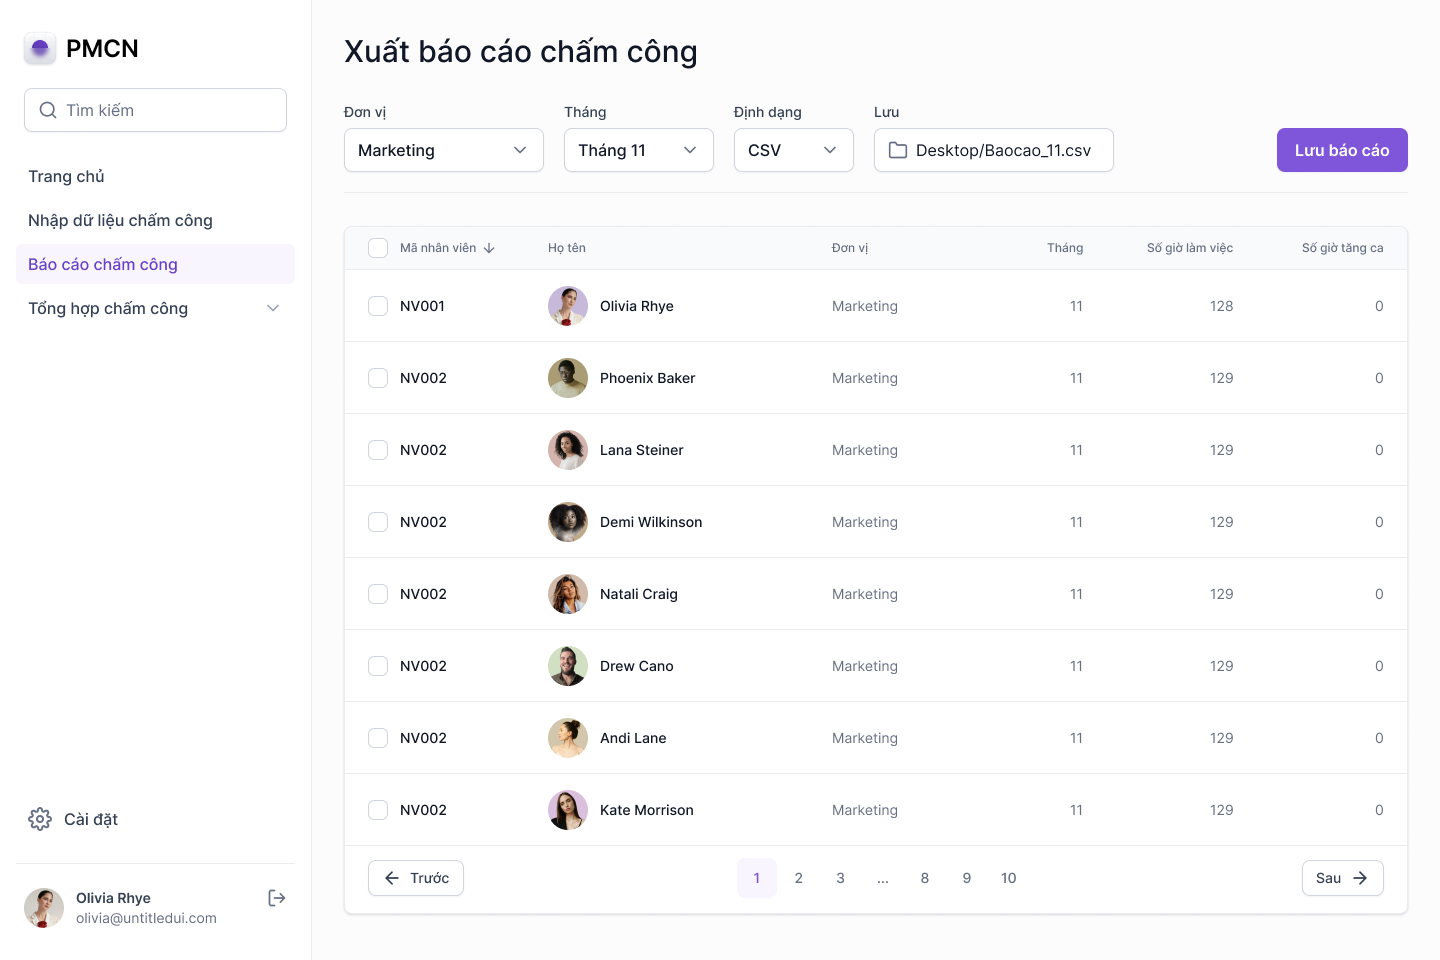 PMCN
Tìm kiếm
Trang chủ
Nhập dữ liệu chấm công
Báo cáo chấm công
Tổng hợp chấm công
Cài đặt
Olivia Rhye
olivia@untitledui.com
Xuất báo cáo chấm công
Đơn vị Tháng Định dạng Lưu
Marketing Tháng 11 CSV Desktop/Baocao_11.csv Lưu báo cáo
Mã nhân viên Họ tên Đơn vị Tháng Số giờ làm việc Số giờ tăng ca
NV001 Olivia Rhye Marketing 11 128 0
NV002 Phoenix Baker Marketing 11 129 0
NV002 Lana Steiner Marketing 11 129 0
NV002 Demi Wilkinson Marketing 11 129 0
NV002 Natali Craig Marketing 11 129 0
NV002 Drew Cano Marketing 11 129 0
NV002 Andi Lane Marketing 11 129 0
NV002 Kate Morrison Marketing 11 129 0
Trước 1 2 3 ... 8 9 10 Sau